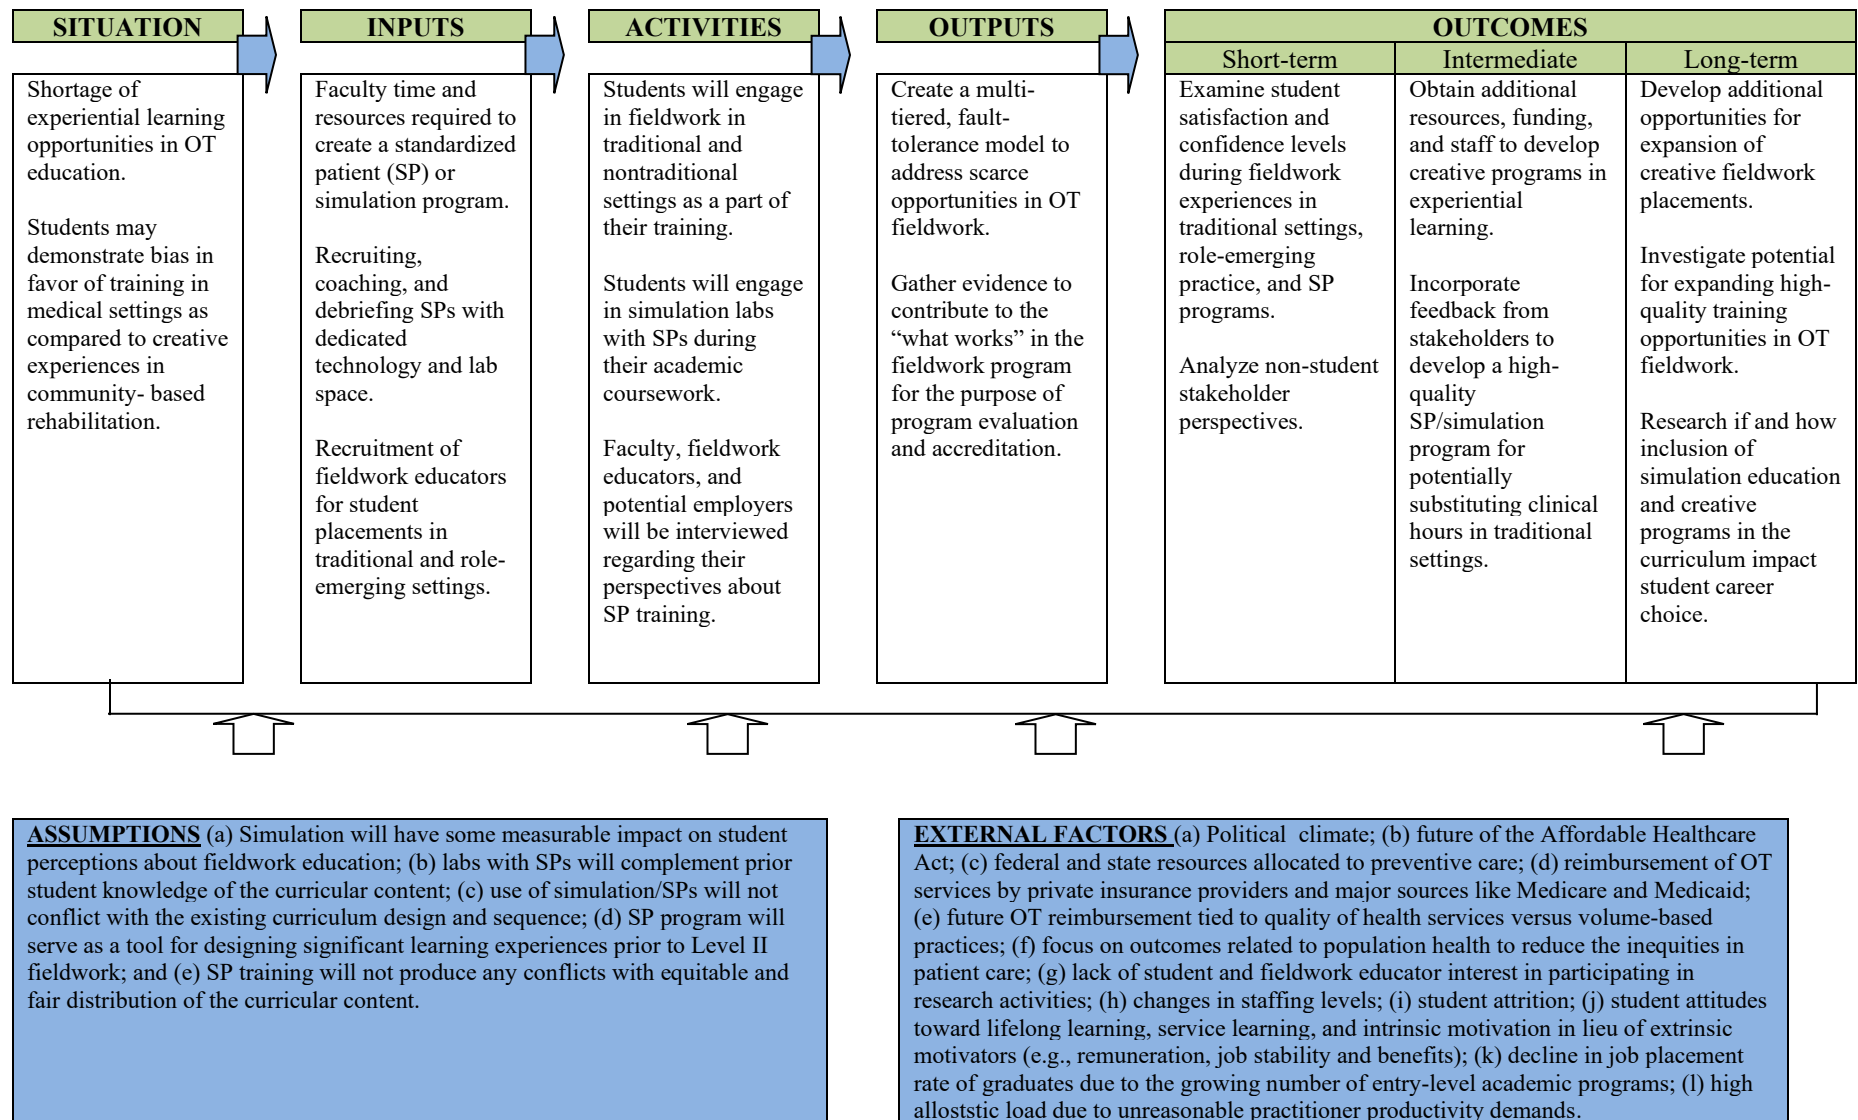 SITUATION
Shortage of
experiential learning
opportunities in OT
education.
Students may
demonstrate bias in
favor of training in
medical settings as
compared to creative
experiences in
community- based
rehabilitation.
INPUTS
Faculty time and
resources required to
create a standardized
patient (SP) or
simulation program.
Recruiting,
coaching, and
debriefing SPs with
dedicated
technology and lab
space.
Recruitment of
fieldwork educators
for student
placements in
traditional and role-
emerging settings.
ACTIVITIES
Students will engage
in fieldwork in
traditional and
nontraditional
settings as a part of
their training.
Students will engage
in simulation labs
with SPs during
their academic
coursework.
Faculty, fieldwork
educators, and
potential employers
will be interviewed
regarding their
perspectives about
SP training.
OUTPUTS
Create a multi-
tiered, fault-
tolerance model to
address scarce
opportunities in OT
fieldwork.
Gather evidence to
contribute to the
“what works” in the
fieldwork program
for the purpose of
program evaluation
and accreditation.
OUTCOMES
Short-term
Examine student
satisfaction and
confidence levels
during fieldwork
experiences in
traditional settings,
role-emerging
practice, and SP
programs.
Analyze non-student
stakeholder
perspectives.
Intermediate
Obtain additional
resources, funding,
and staff to develop
creative programs in
experiential
learning.
Incorporate
feedback from
stakeholders to
develop a high-
quality
SP/simulation
program for
potentially
substituting clinical
hours in traditional
settings.
Long-term
Develop additional
opportunities for
expansion of
creative fieldwork
placements.
Investigate potential
for expanding high-
quality training
opportunities in OT
fieldwork.
Research if and how
inclusion of
simulation education
and creative
programs in the
curriculum impact
student career
choice.
ASSUMPTIONS (a) Simulation will have some measurable impact on student
perceptions about fieldwork education; (b) labs with SPs will complement prior
student knowledge of the curricular content; (c) use of simulation/SPs will not
conflict with the existing curriculum design and sequence; (d) SP program will
serve as a tool for designing significant learning experiences prior to Level II
fieldwork; and (e) SP training will not produce any conflicts with equitable and
fair distribution of the curricular content.
EXTERNAL FACTORS (a) Political climate; (b) future of the Affordable Healthcare
Act; (c) federal and state resources allocated to preventive care; (d) reimbursement of OT
services by private insurance providers and major sources like Medicare and Medicaid;
(e) future OT reimbursement tied to quality of health services versus volume-based
practices; (f) focus on outcomes related to population health to reduce the inequities in
patient care; (g) lack of student and fieldwork educator interest in participating in
research activities; (h) changes in staffing levels; (i) student attrition; (j) student attitudes
toward lifelong learning, service learning, and intrinsic motivation in lieu of extrinsic
motivators (e.g., remuneration, job stability and benefits); (k) decline in job placement
rate of graduates due to the growing number of entry-level academic programs; (l) high
alloststic load due to unreasonable practitioner productivity demands.